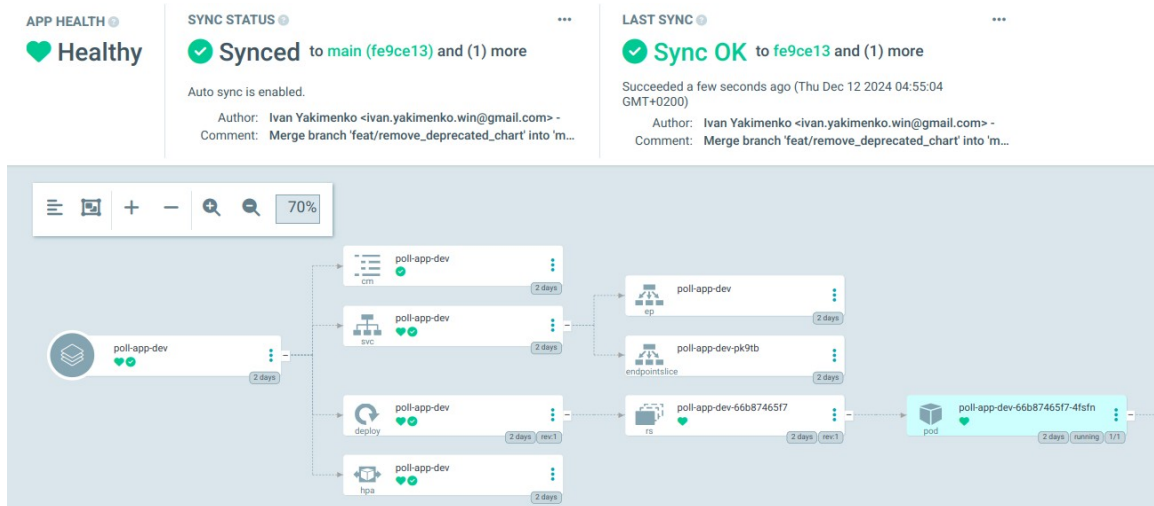 APP HEALTH
Healthy
SYNC STATUS
Synced to main (fe9ce13) and (1) more
Auto sync is enabled.
Author: Ivan Yakimenko <ivan.yakimenko.win@gmail.com> -
Comment: Merge branch 'feat/remove_deprecated_chart' into 'm...
LAST SYNC
Sync OK to fe9ce13 and (1) more
Succeeded a few seconds ago (Thu Dec 12 2024 04:55:04
GMT+0200)
Author: Ivan Yakimenko <ivan.yakimenko.win@gmail.com> -
Comment: Merge branch 'feat/remove_deprecated_chart' into 'm...
70%
poll-app-dev
2 days
poll-app-dev
cm
2 days
poll-app-dev
svc
2 days
poll-app-dev
deploy
2 days rev:1
poll-app-dev
hpa
2 days
poll-app-dev
ep
2 days
poll-app-dev-pk9tb
endpointslice
2 days
poll-app-dev-66b87465f7
rs
2 days rev:1
poll-app-dev-66b87465f7-4fsfn
pod
2 days running 1/1